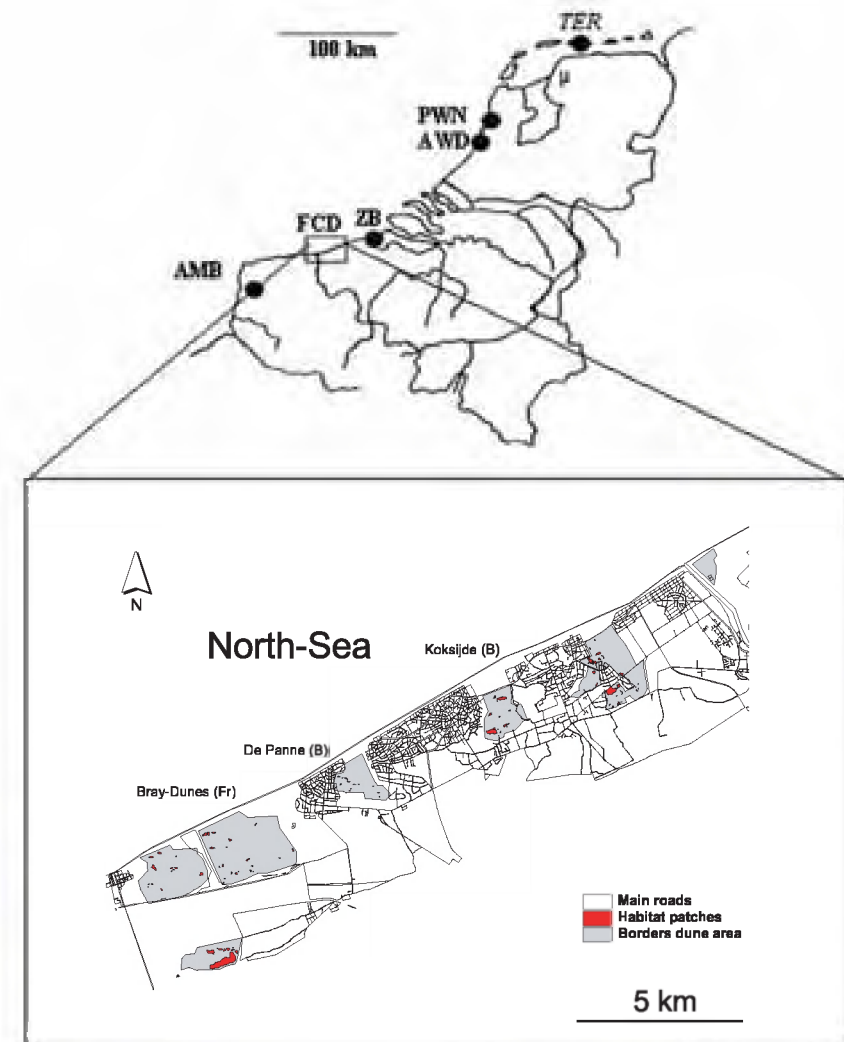 TER
100 km
µ
PWN
AWD
FCD ZB
AMB
N
North-Sea
Koksijde (B)
De Panne (B)
Bray-Dunes (Fr)
Main roads
Habitat patches
Borders dune area
5 km